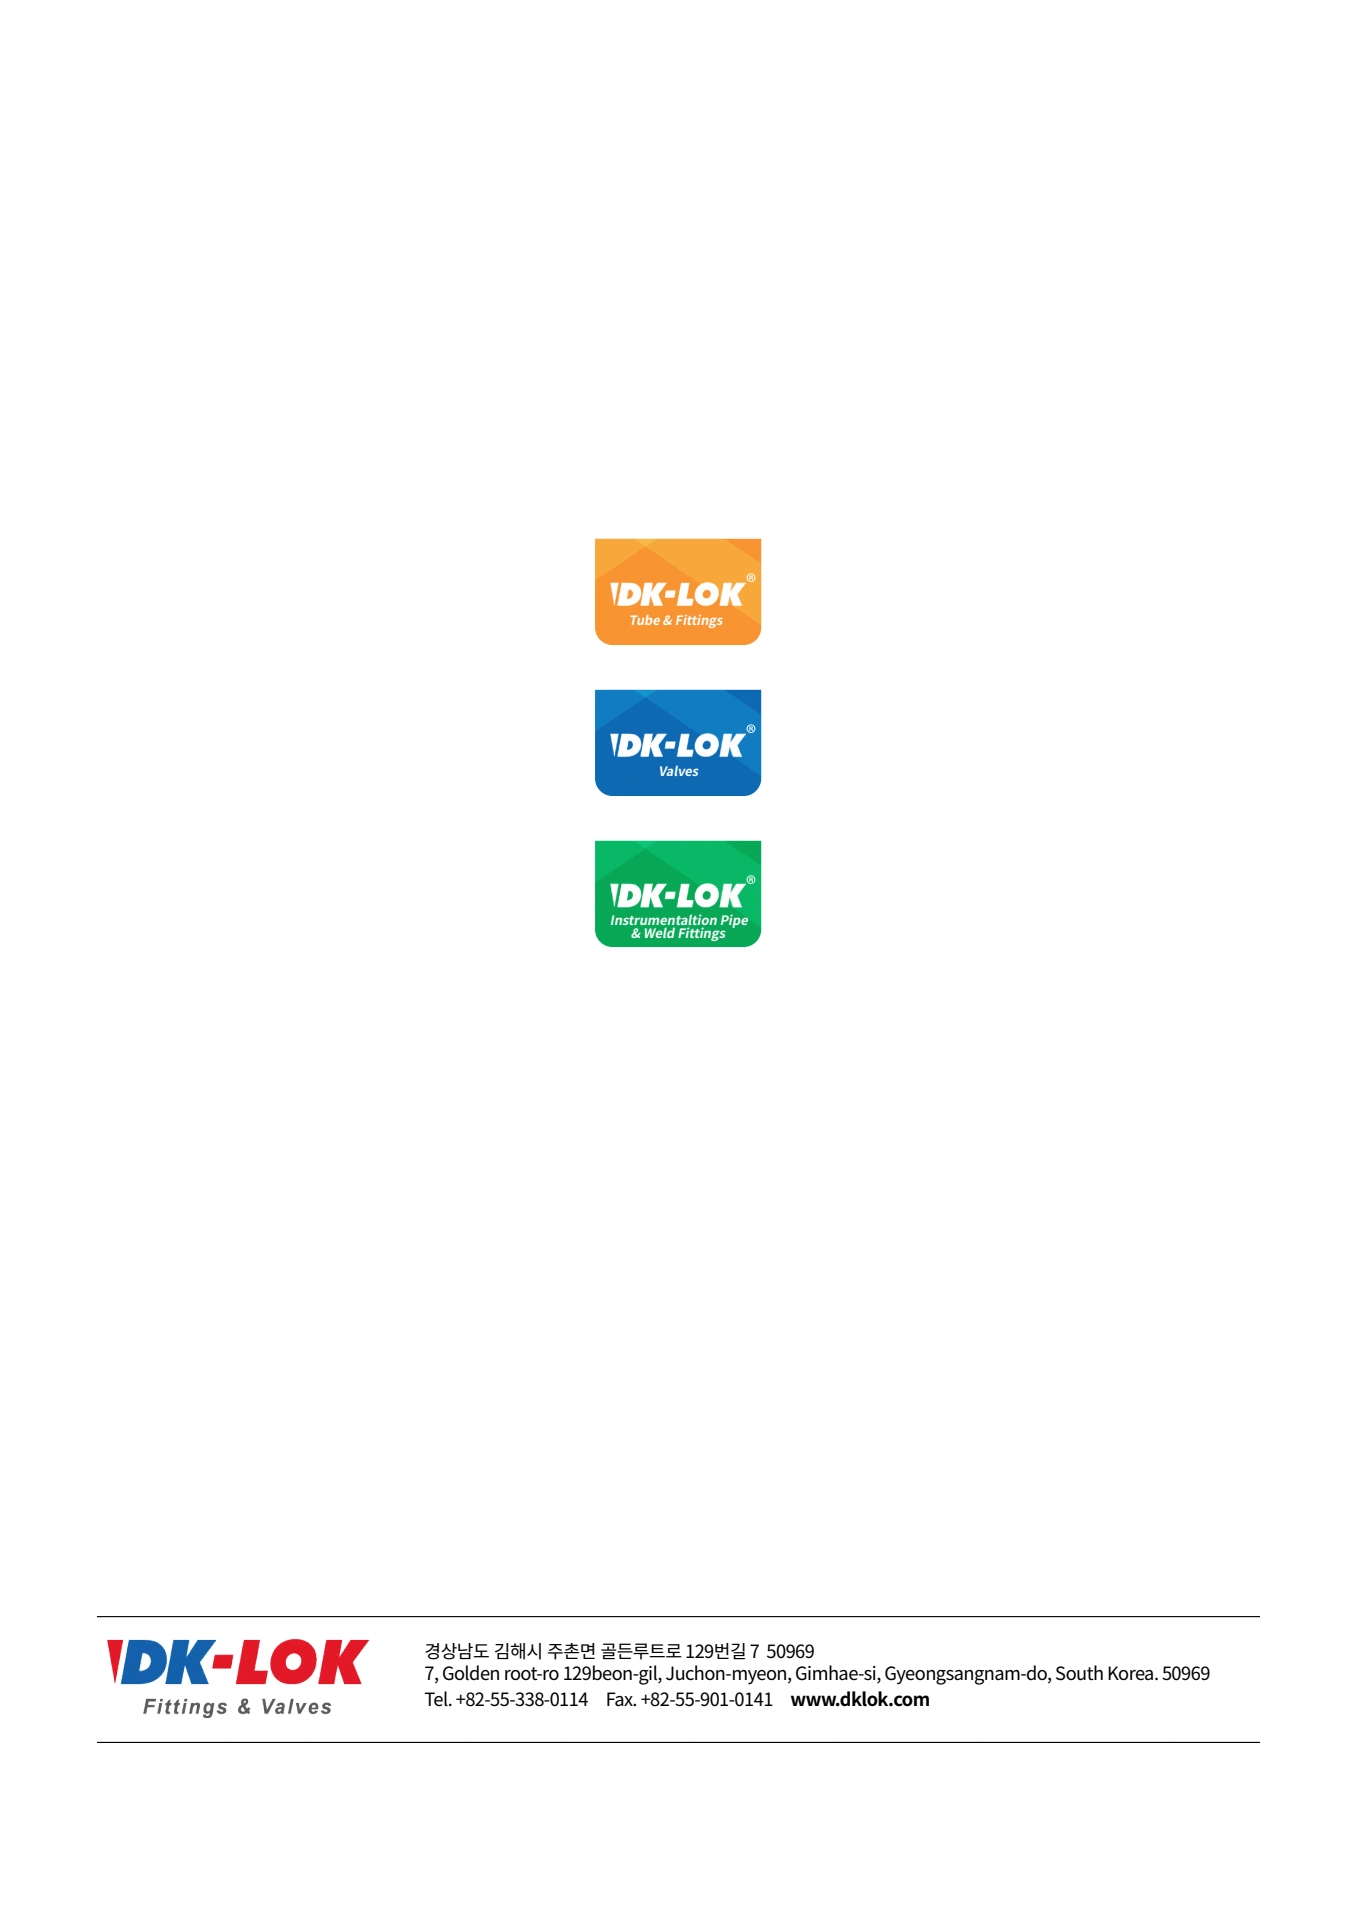 DK-LOK®
Tube & Fittings
DK-LOK®
Valves
DK-LOK®
Instrumentaltion Pipe
& Weld Fittings
DK-LOK
Fittings & Valves
경상남도 김해시 주촌면 골든루트로 129번길 7 50969
7, Golden root-ro 129beon-gil, Juchon-myeon, Gimhae-si, Gyeongsangnam-do, South Korea. 50969
Tel. +82-55-338-0114 Fax. +82-55-901-0141 www.dklok.com